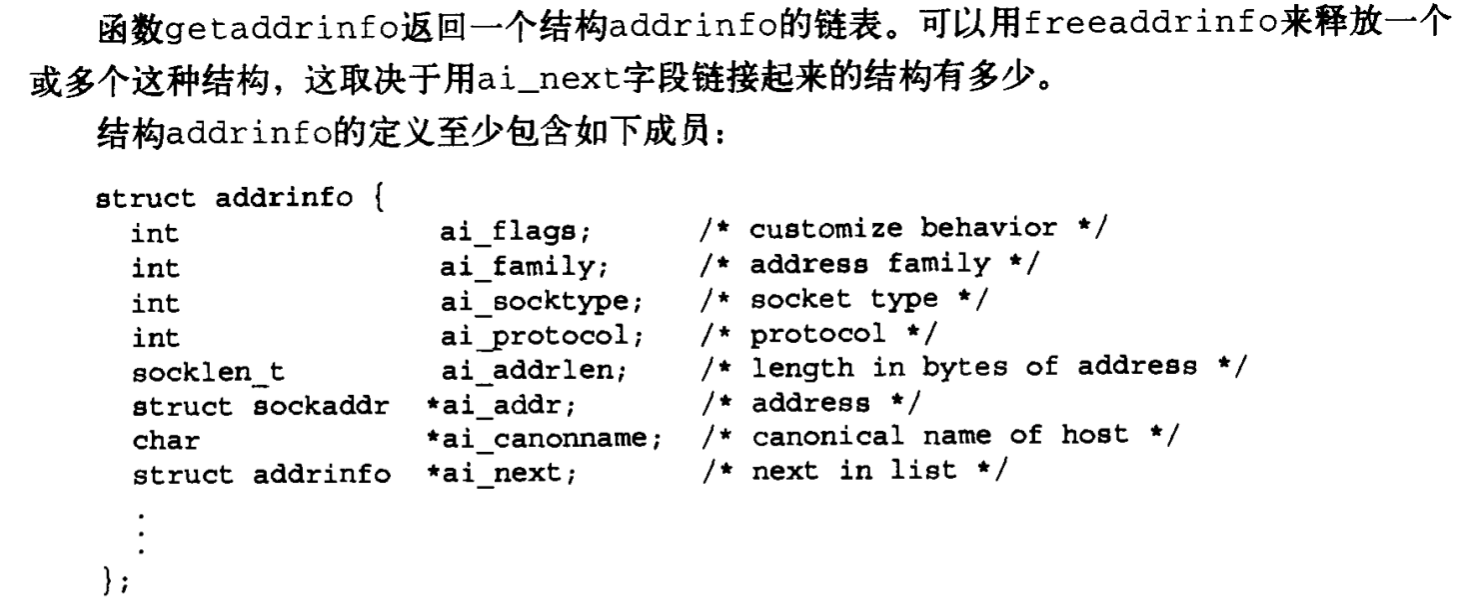 函数getaddrinfo返回一个结构addrinfo的链表。可以用freeaddrinfo来释放一个
或多个这种结构，这取决于用ai_next字段链接起来的结构有多少。
结构addrinfo的定义至少包含如下成员：
struct addrinfo {
int ai_flags; /* customize behavior */
int ai_family; /* address family */
int ai_socktype; /* socket type */
int ai_protocol; /* protocol */
socklen_t ai_addrlen; /* length in bytes of address */
struct sockaddr *ai_addr; /* address */
char *ai_canonname; /* canonical name of host */
struct addrinfo *ai_next; /* next in list */
.
.
.
};